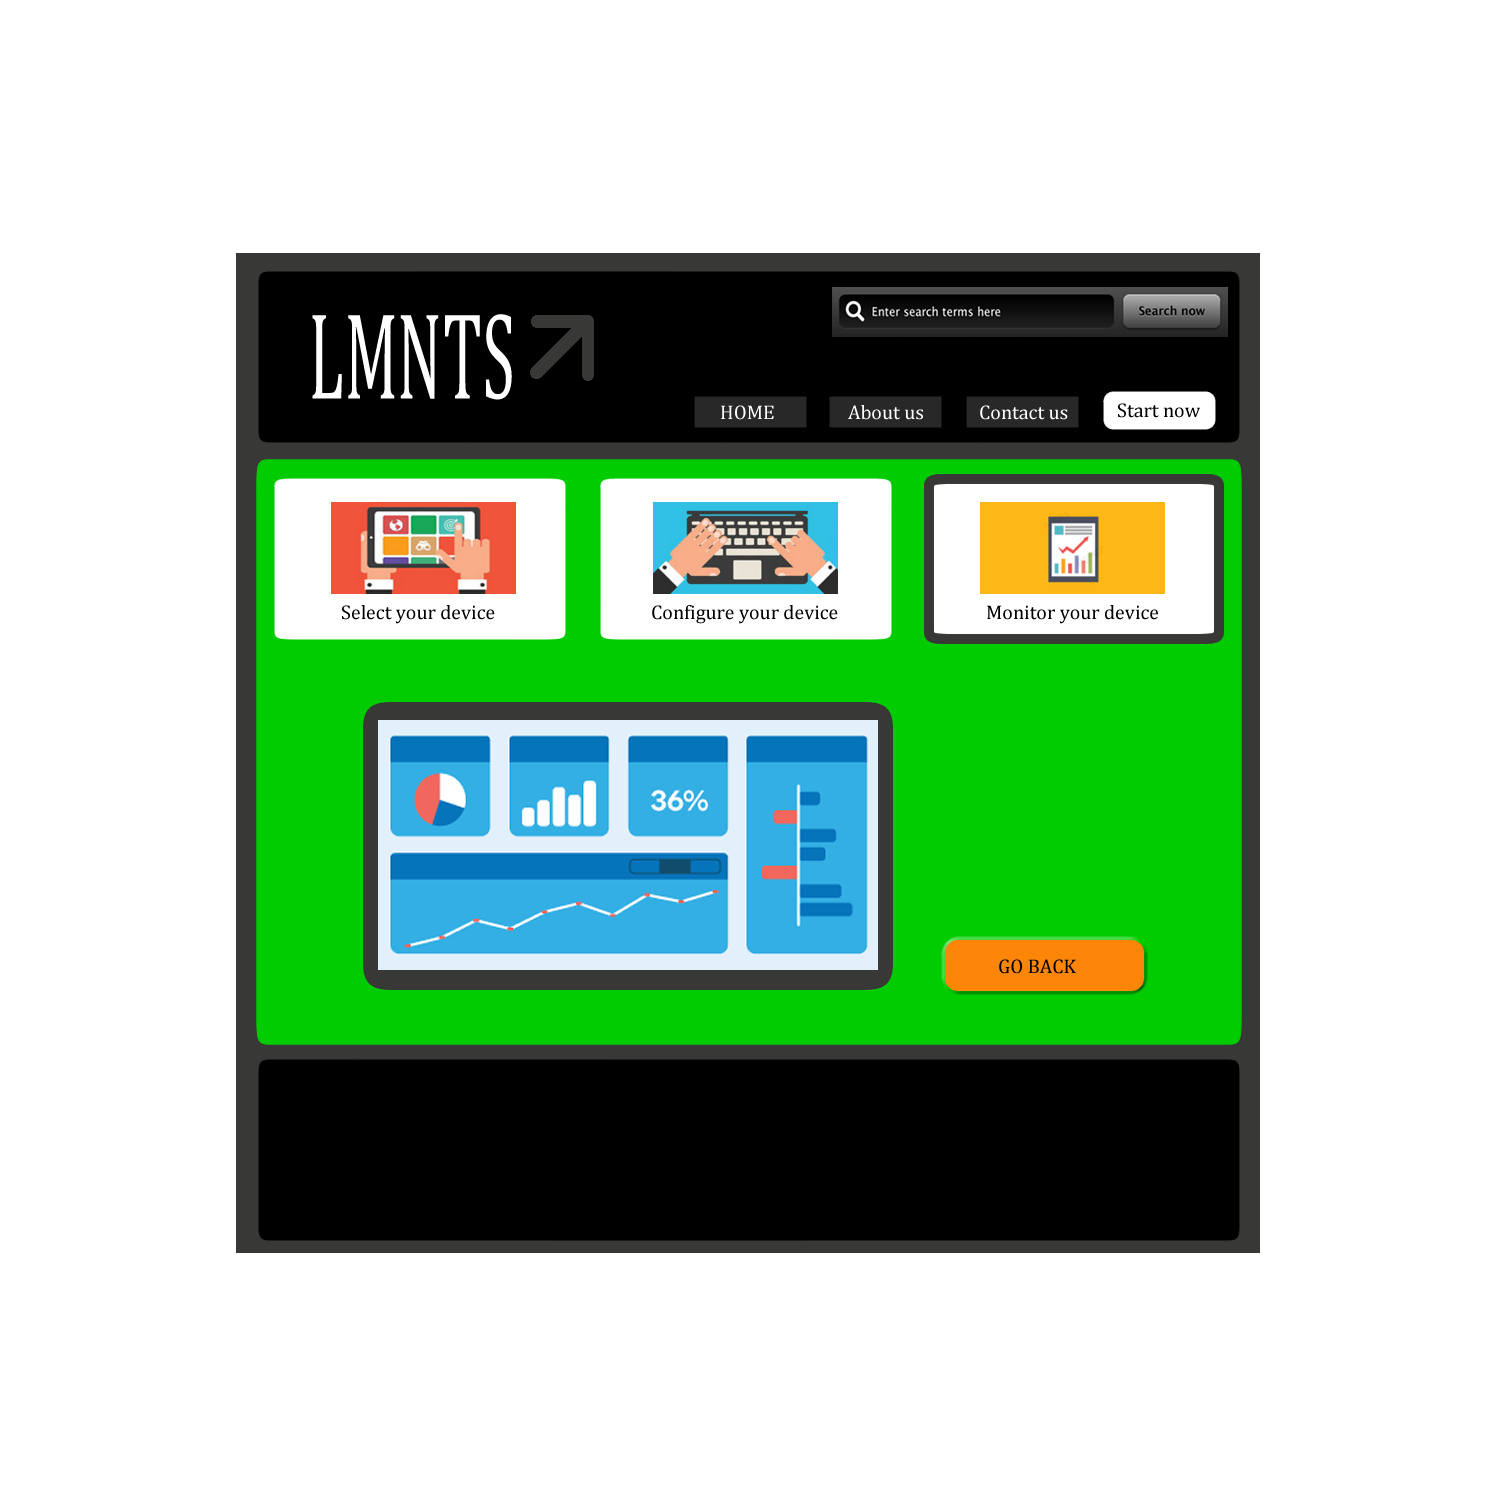 LMNTS
Enter search terms here
Search now
HOME
About us
Contact us
Start now
Select your device
Configure your device
Monitor your device
36%
GO BACK